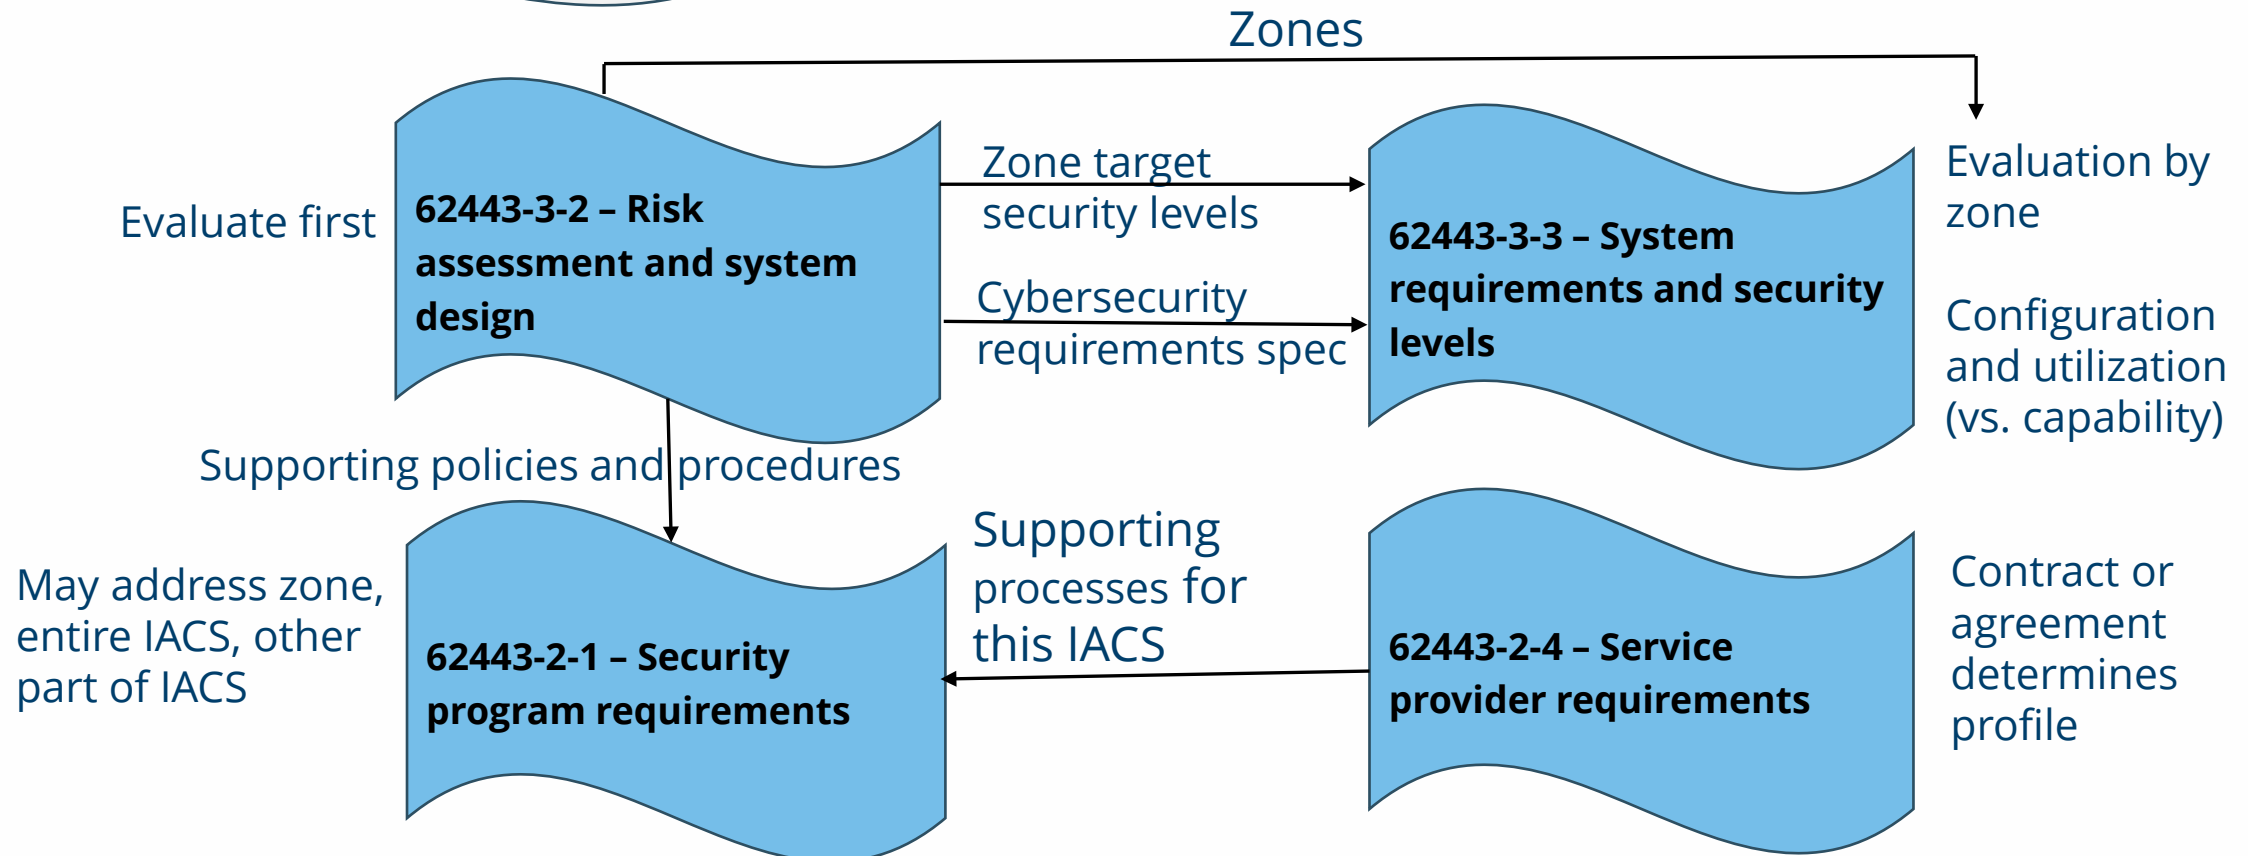 Zones
Evaluate first
62443-3-2 – Risk
assessment and system
design
Zone target
security levels
Cybersecurity
requirements spec
62443-3-3 – System
requirements and security
levels
Evaluation by
zone
Configuration
and utilization
(vs. capability)
Supporting policies and procedures
May address zone,
entire IACS, other
part of IACS
62443-2-1 – Security
program requirements
Supporting
processes for
this IACS
62443-2-4 – Service
provider requirements
Contract or
agreement
determines
profile